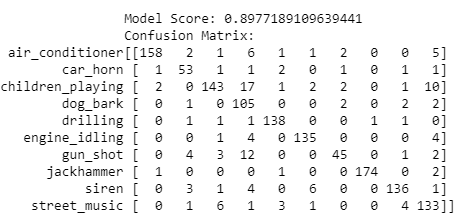 Model Score: 0.8977189109639441
Confusion Matrix:
air_conditioner[[158 2 1 6 1 1 2 0 0 5]
car_horn [ 1 53 1 1 2 0 1 0 1 1]
children_playing [ 2 0 143 17 1 2 2 0 1 10]
dog_bark [ 0 1 0 105 0 0 2 0 2 2]
drilling [ 0 1 1 1 138 0 0 1 1 0]
engine_idling [ 0 0 1 4 0 135 0 0 0 4]
gun_shot [ 0 4 3 12 0 0 45 0 1 2]
jackhammer [ 1 0 0 0 1 0 0 174 0 2]
siren [ 0 3 1 4 0 6 0 0 136 1]
street_music [ 0 1 6 1 3 1 0 0 4 133]]